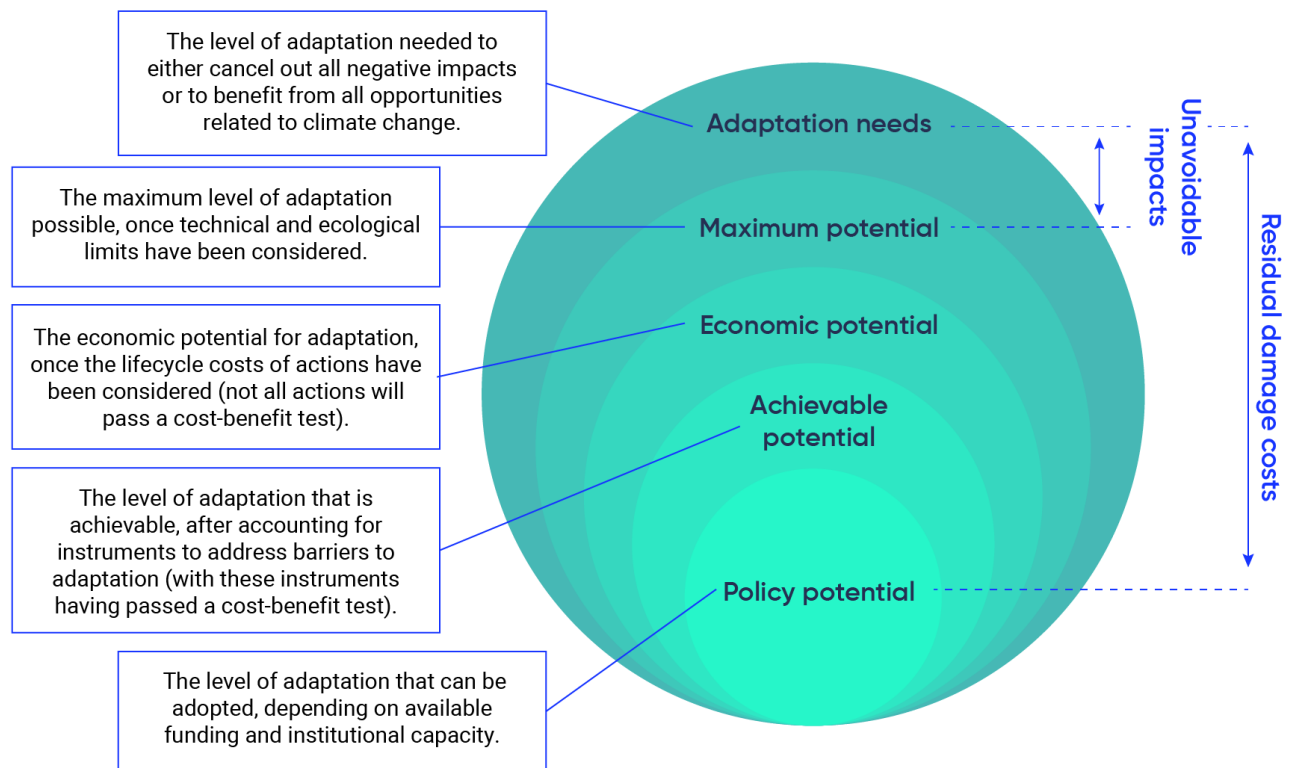 The level of adaptation needed to
either cancel out all negative impacts
or to benefit from all opportunities
related to climate change.
The maximum level of adaptation
possible, once technical and ecological
limits have been considered.
The economic potential for adaptation,
once the lifecycle costs of actions have
been considered (not all actions will
pass a cost-benefit test).
The level of adaptation that is
achievable, after accounting for
instruments to address barriers to
adaptation (with these instruments
having passed a cost-benefit test).
The level of adaptation that can be
adopted, depending on available
funding and institutional capacity.
Adaptation needs
Maximum potential
Economic potential
Achievable
potential
Policy potential
Unavoidable
impacts
Residual damage costs